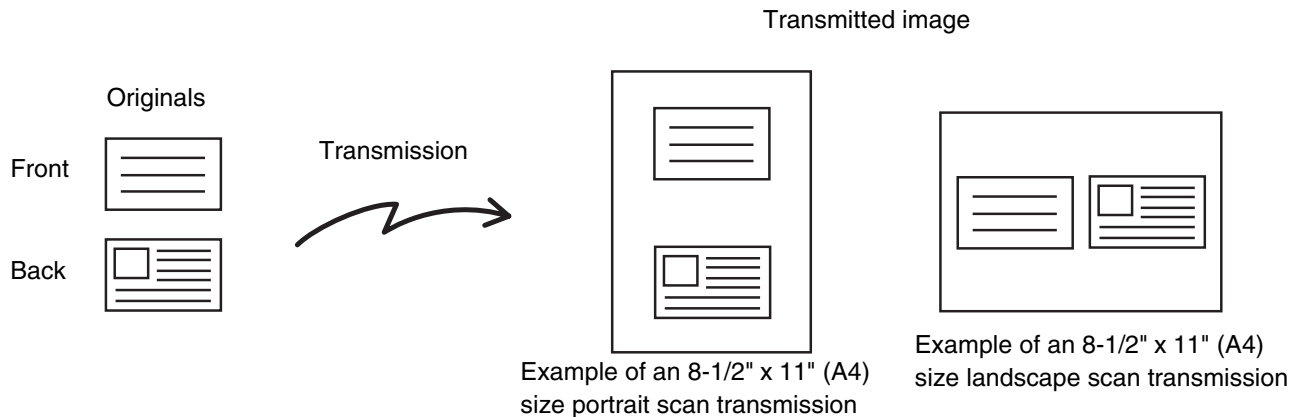 Transmitted image
Originals
Front
Transmission
Back
Example of an 8-1/2" x 11" (A4)
size portrait scan transmission
Example of an 8-1/2" x 11" (A4)
size landscape scan transmission